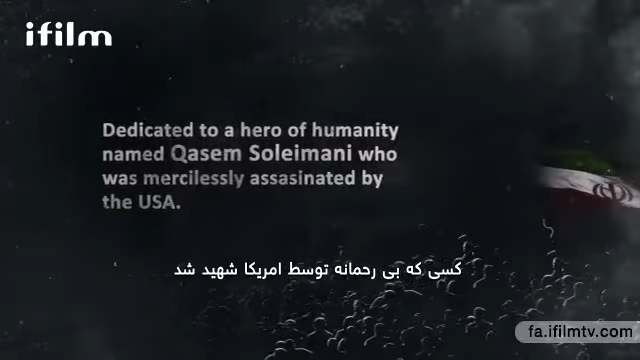 ifilm
Dedicated to a hero of humanity
named Qasem Soleimani who
was mercilessly assasinated by
the USA.
کسی که بی رحمانه توسط امریکا شهید شد
fa.ifilmtv.com